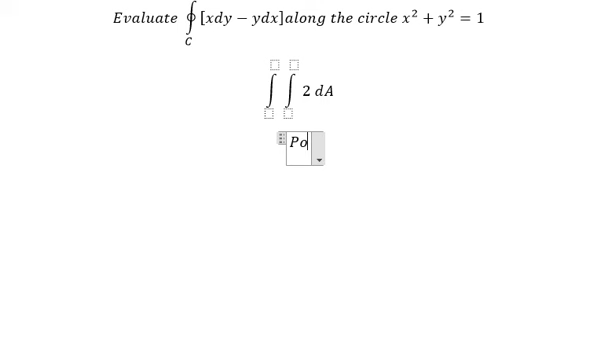 Evaluate ∮_C [xdy − ydx]along the circle x² + y² = 1
∫ ∫ 2 dA
Po